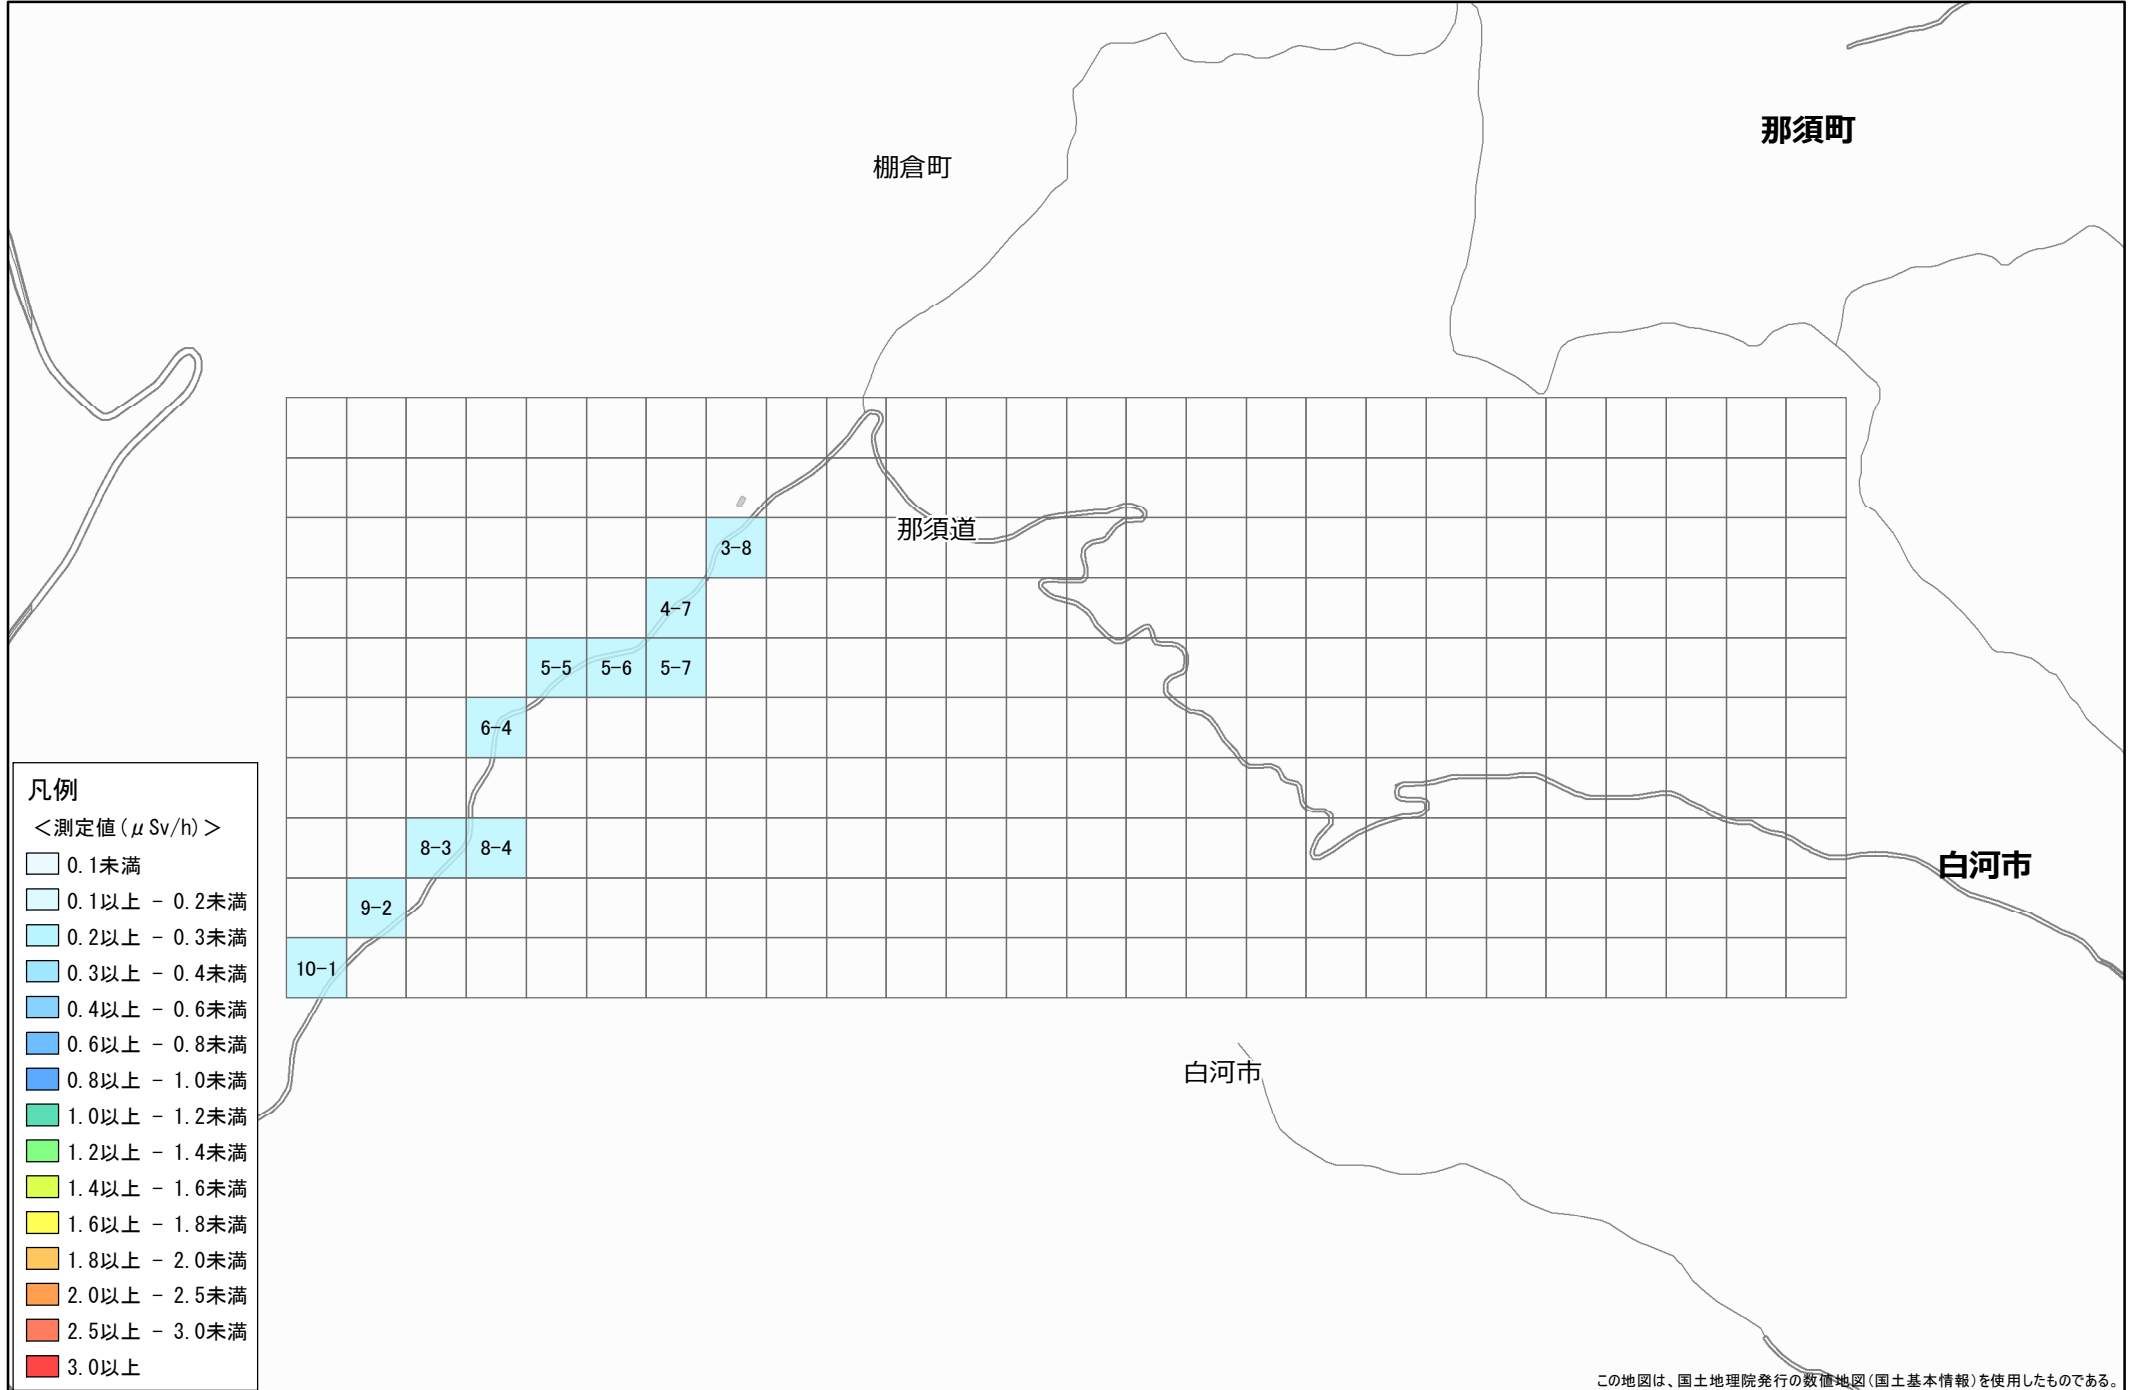 那須町
棚倉町
那須道
3-8
4-7
5-5
5-6
5-7
6-4
8-3
8-4
9-2
10-1
白河市
白河市
凡例
＜測定値(μSv/h)＞
0.1未満
0.1以上 - 0.2未満
0.2以上 - 0.3未満
0.3以上 - 0.4未満
0.4以上 - 0.6未満
0.6以上 - 0.8未満
0.8以上 - 1.0未満
1.0以上 - 1.2未満
1.2以上 - 1.4未満
1.4以上 - 1.6未満
1.6以上 - 1.8未満
1.8以上 - 2.0未満
2.0以上 - 2.5未満
2.5以上 - 3.0未満
3.0以上
この地図は、国土地理院発行の数値地図(国土基本情報)を使用したものである。